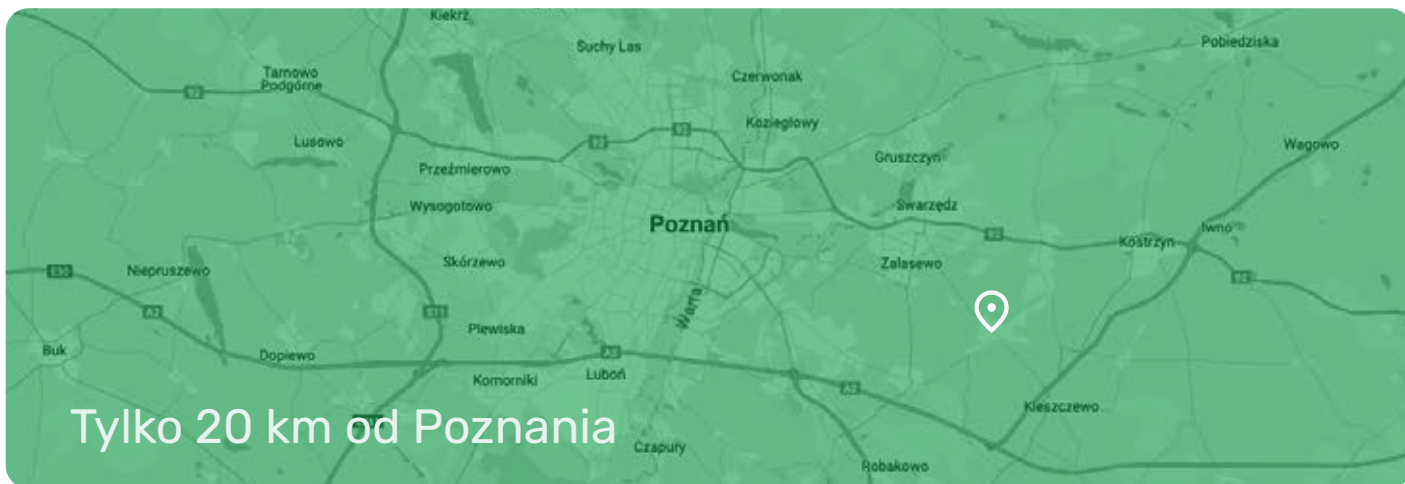 Kiekrz
Suchy Las
Pobiedziska
Tarnowo
Podgórne
Czerwonak
92
Koziegłowy
92
92
Lusowo
Wagowo
Gruszczyn
Przeźmierowo
Wysogotowo
Swarzędz
Poznań
Iwno
92
Kostrzyn
Skórzewo
Zalasewo
Niepruszewo
E30
92
Warta
A2
S11
Plewiska
Buk
Dopiewo
A2
Komorniki
Luboń
A2
Kleszczewo
Tylko 20 km od Poznania
Czapury
Robakowo